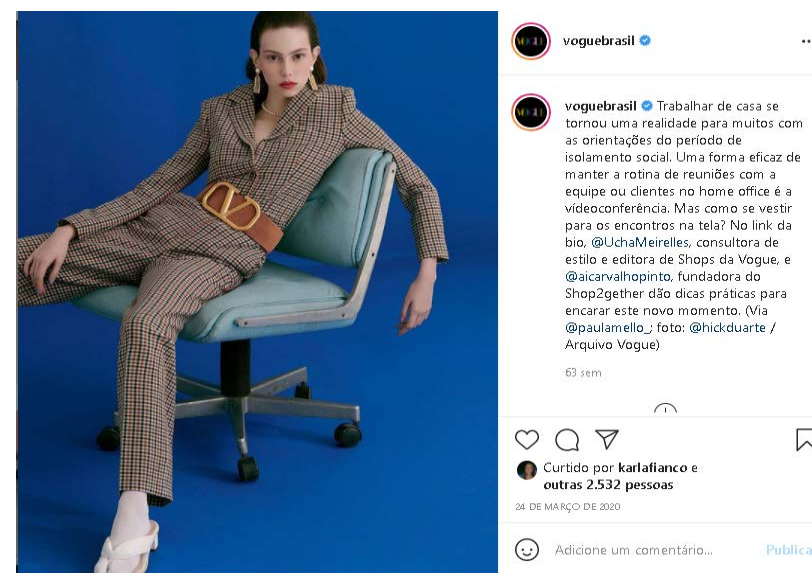 voguebrasil
voguebrasil Trabalhar de casa se
tornou uma realidade para muitos com
as orientações do período de
isolamento social. Uma forma eficaz de
manter a rotina de reuniões com a
equipe ou clientes no home office é a
vídeoconferência. Mas como se vestir
para os encontros na tela? No link da
bio, @UchaMeirelles, consultora de
estilo e editora de Shops da Vogue, e
@aicarvalhopinto, fundadora do
Shop2gether dão dicas práticas para
encarar este novo momento. (Via
@paulamello_; foto: @hickduarte /
Arquivo Vogue)
63 sem
Curtido por karlafianco e
outras 2.532 pessoas
24 DE MARÇO DE 2020
Adicione um comentário... Publica